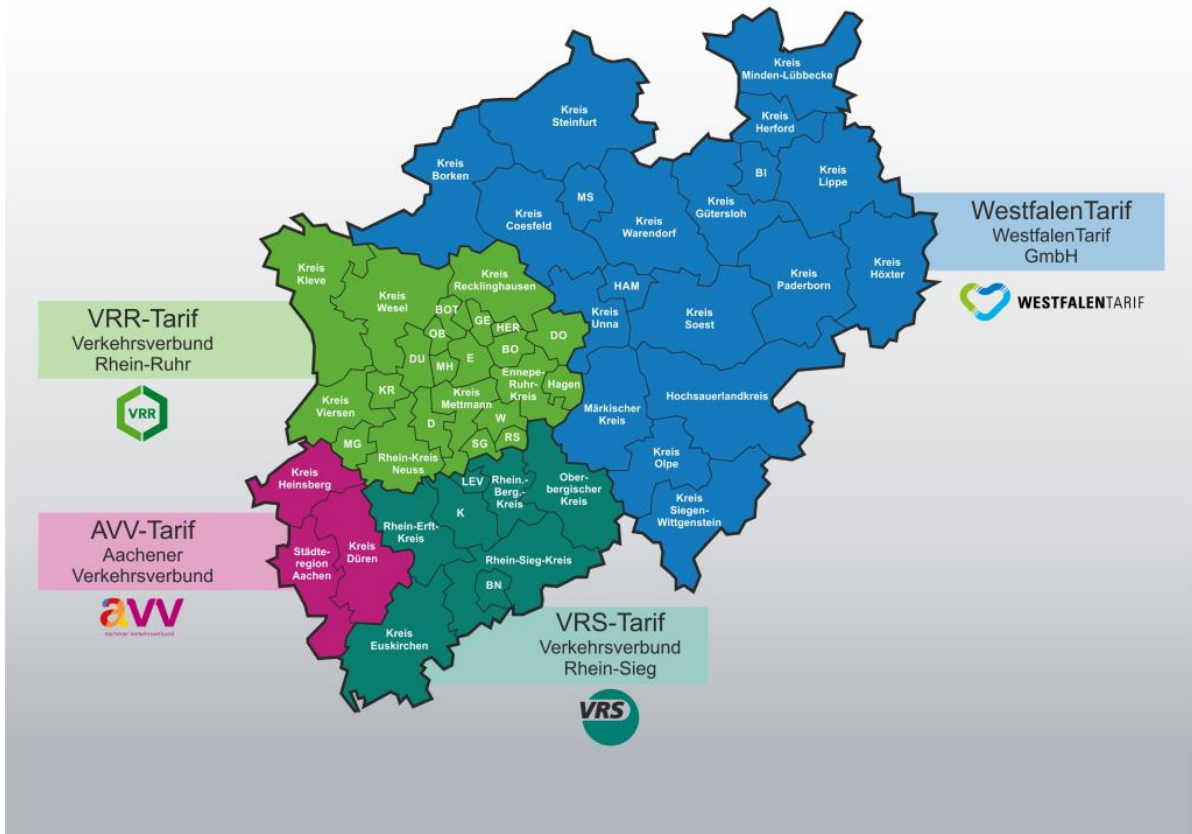 Kreis
Minden-Lübbecke
Kreis
Steinfurt
Kreis
Herford
Kreis
Borken
BI
Kreis
Lippe
MS
Kreis
Gütersloh
Kreis
Coesfeld
Kreis
Warendorf
WestfalenTarif
WestfalenTarif
GmbH
WESTFALENTARIF
Kreis
Höxter
Kreis
Paderborn
Kreis
Kleve
Kreis
Recklinghausen
HAM
Kreis
Wesel
Kreis
Unna
Kreis
Soest
VRR-Tarif
Verkehrsverbund
Rhein-Ruhr
VRR
BOT
GE
HER
OB
DO
DU
MH
E
BO
Ennepe-
Ruhr-
Kreis
Hagen
KR
Kreis
Viersen
Kreis
Mettmann
Märkischer
Kreis
Hochsauerlandkreis
D
W
MG
SG
RS
Rhein-Kreis
Neuss
Kreis
Olpe
Kreis
Heinsberg
LEV
Rhein.-
Berg.-
Kreis
Ober-
bergischer
Kreis
Kreis
Siegen-
Wittgenstein
K
Rhein-Erft-
Kreis
AVV-Tarif
Aachener
Verkehrsverbund
avv
Aachener Verkehrsverbund
Städte-
region
Aachen
Kreis
Düren
Rhein-Sieg-Kreis
BN
Kreis
Euskirchen
VRS-Tarif
Verkehrsverbund
Rhein-Sieg
VRS